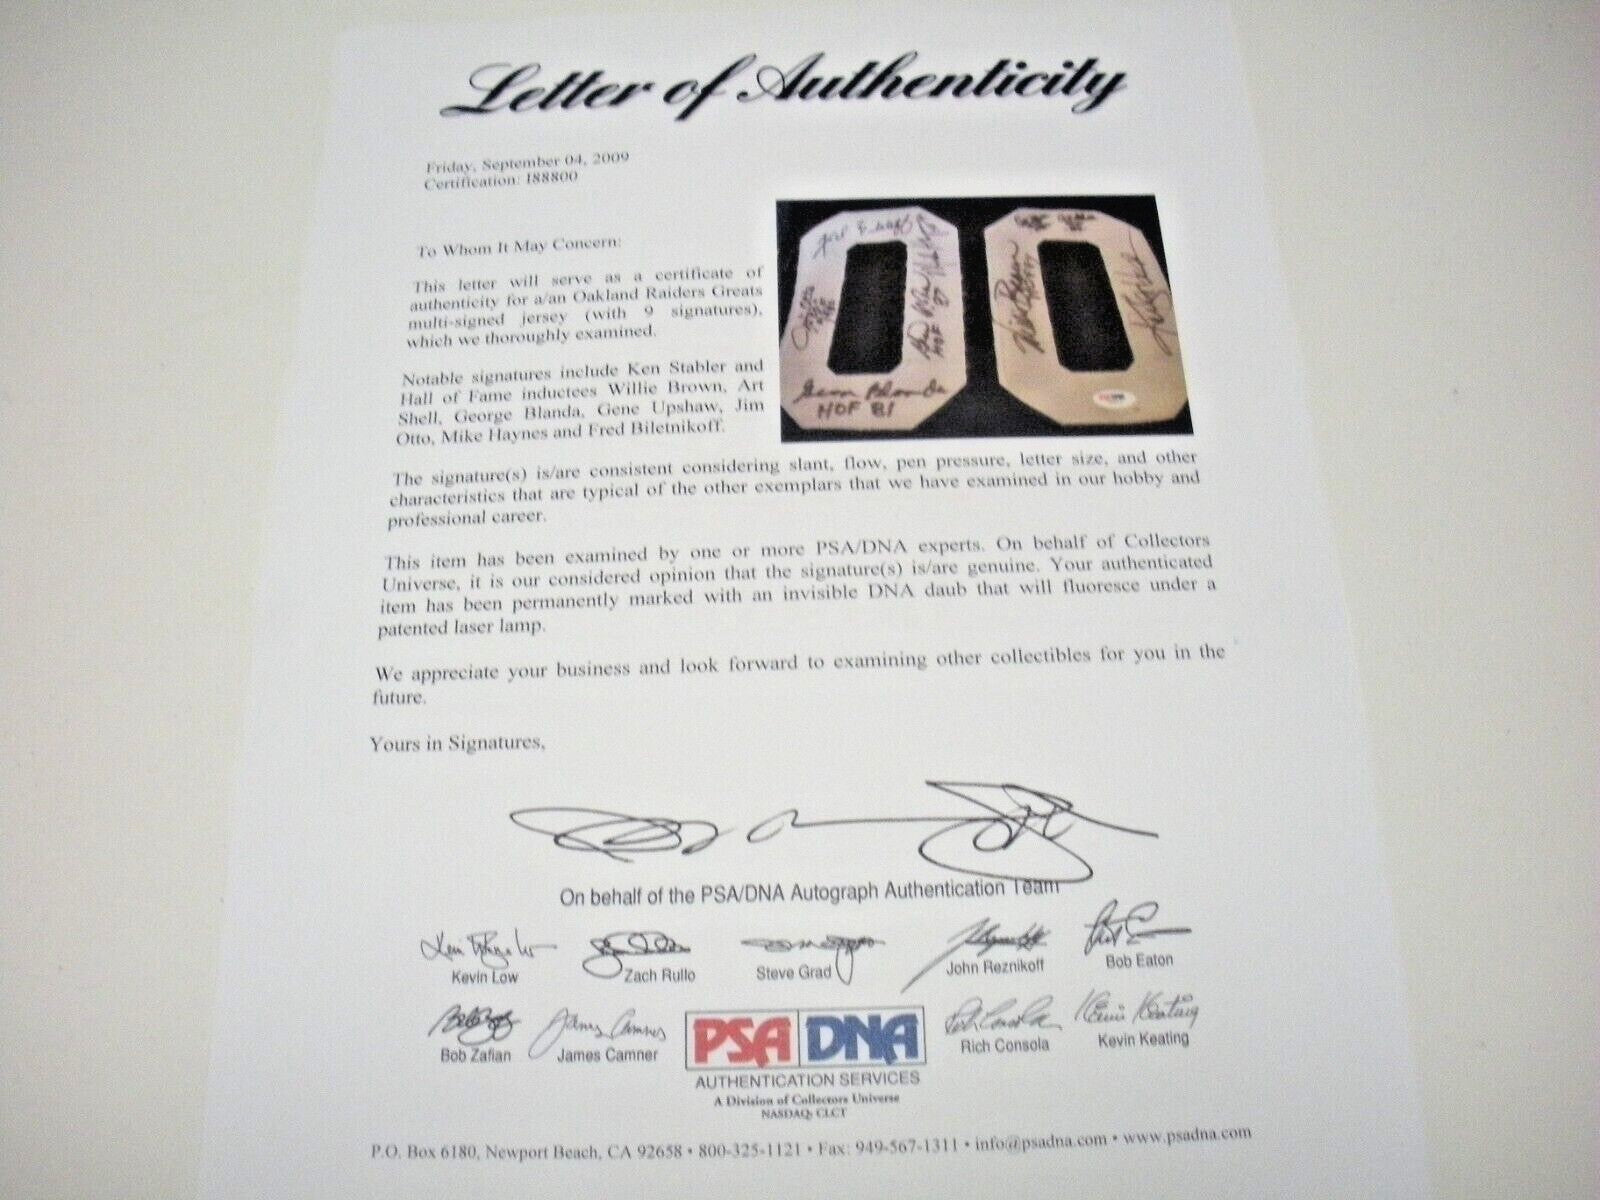 Letter of Authenticity
Friday, September 04, 2009
Certification: I88800
To Whom It May Concern:
This letter will serve as a certificate of
authenticity for a/an Oakland Raiders Greats
multi-signed jersey (with 9 signatures),
which we thoroughly examined.
Notable signatures include Ken Stabler and
Hall of Fame inductees Willie Brown, Art
Shell, George Blanda, Gene Upshaw, Jim
Otto, Mike Haynes and Fred Biletnikoff.
George Blanda
HOF 81
The signature(s) is/are consistent considering slant, flow, pen pressure, letter size, and other
characteristics that are typical of the other exemplars that we have examined in our hobby and
professional career.
This item has been examined by one or more PSA/DNA experts. On behalf of Collectors
Universe, it is our considered opinion that the signature(s) is/are genuine. Your authenticated
item has been permanently marked with an invisible DNA daub that will fluoresce under a
patented laser lamp.
We appreciate your business and look forward to examining other collectibles for you in the
future.
Yours in Signatures,
On behalf of the PSA/DNA Autograph Authentication Team
Kevin Low Zach Rullo Steve Grad John Reznikoff Bob Eaton
James Camner Rich Consola Kevin Keating
Bob Zafian James Camner Rich Consola Kevin Keating
PSA DNA
AUTHENTICATION SERVICES
A Division of Collectors Universe
NASDAQ: CLCT
P.O. Box 6180, Newport Beach, CA 92658 • 800-325-1121 • Fax: 949-567-1311 • info@psadna.com • www.psadna.com